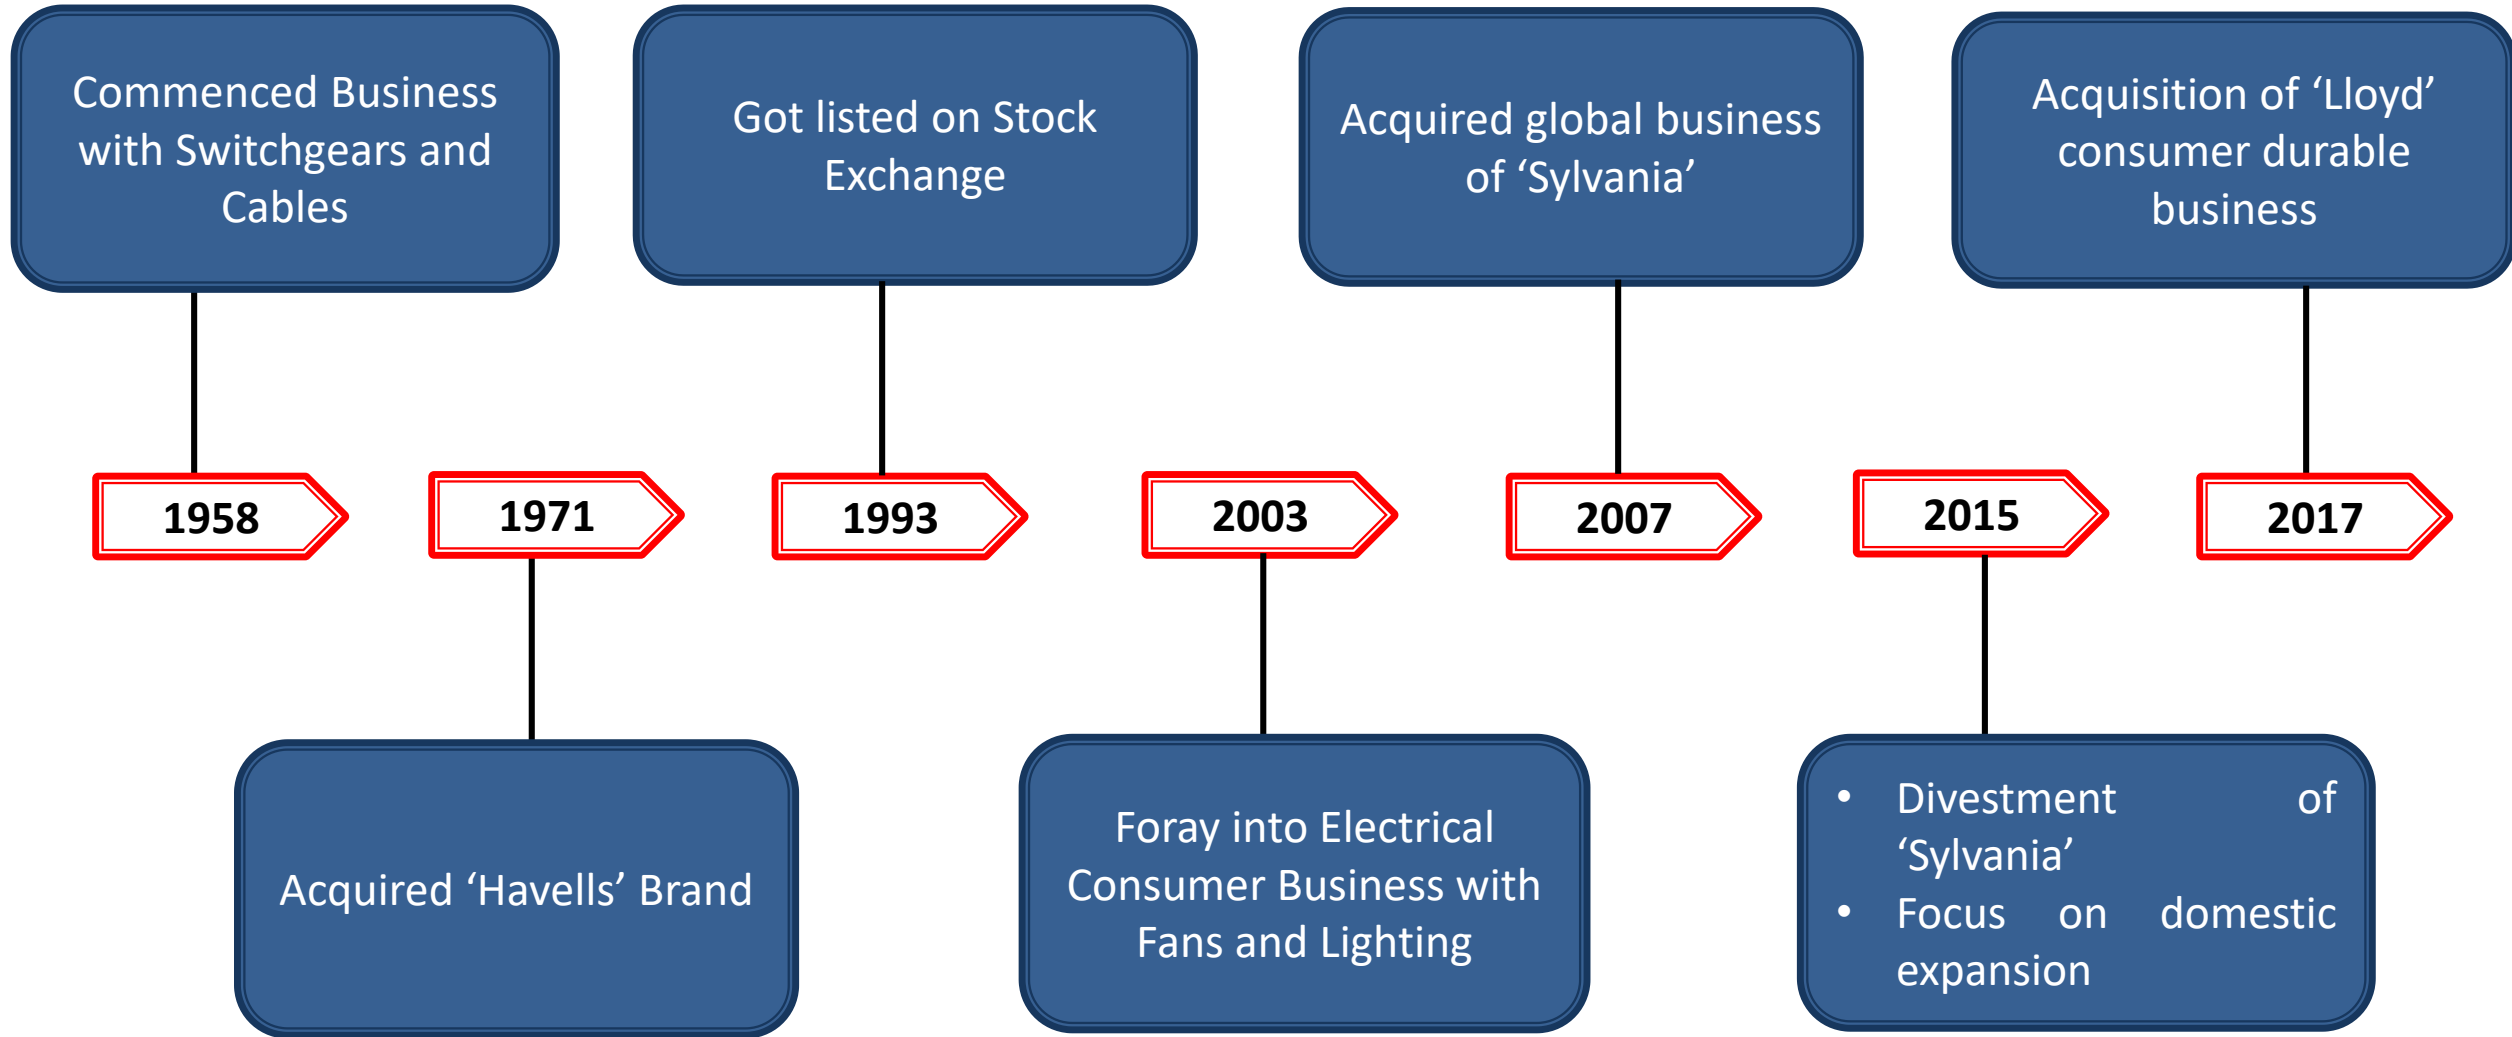 Commenced Business
with Switchgears and
Cables
Got listed on Stock
Exchange
Acquired global business
of ‘Sylvania’
Acquisition of ‘Lloyd’
consumer durable
business
1958
1971
1993
2003
2007
2015
2017
Acquired ‘Havells’ Brand
Foray into Electrical
Consumer Business with
Fans and Lighting
• Divestment of
‘Sylvania’
• Focus on domestic
expansion